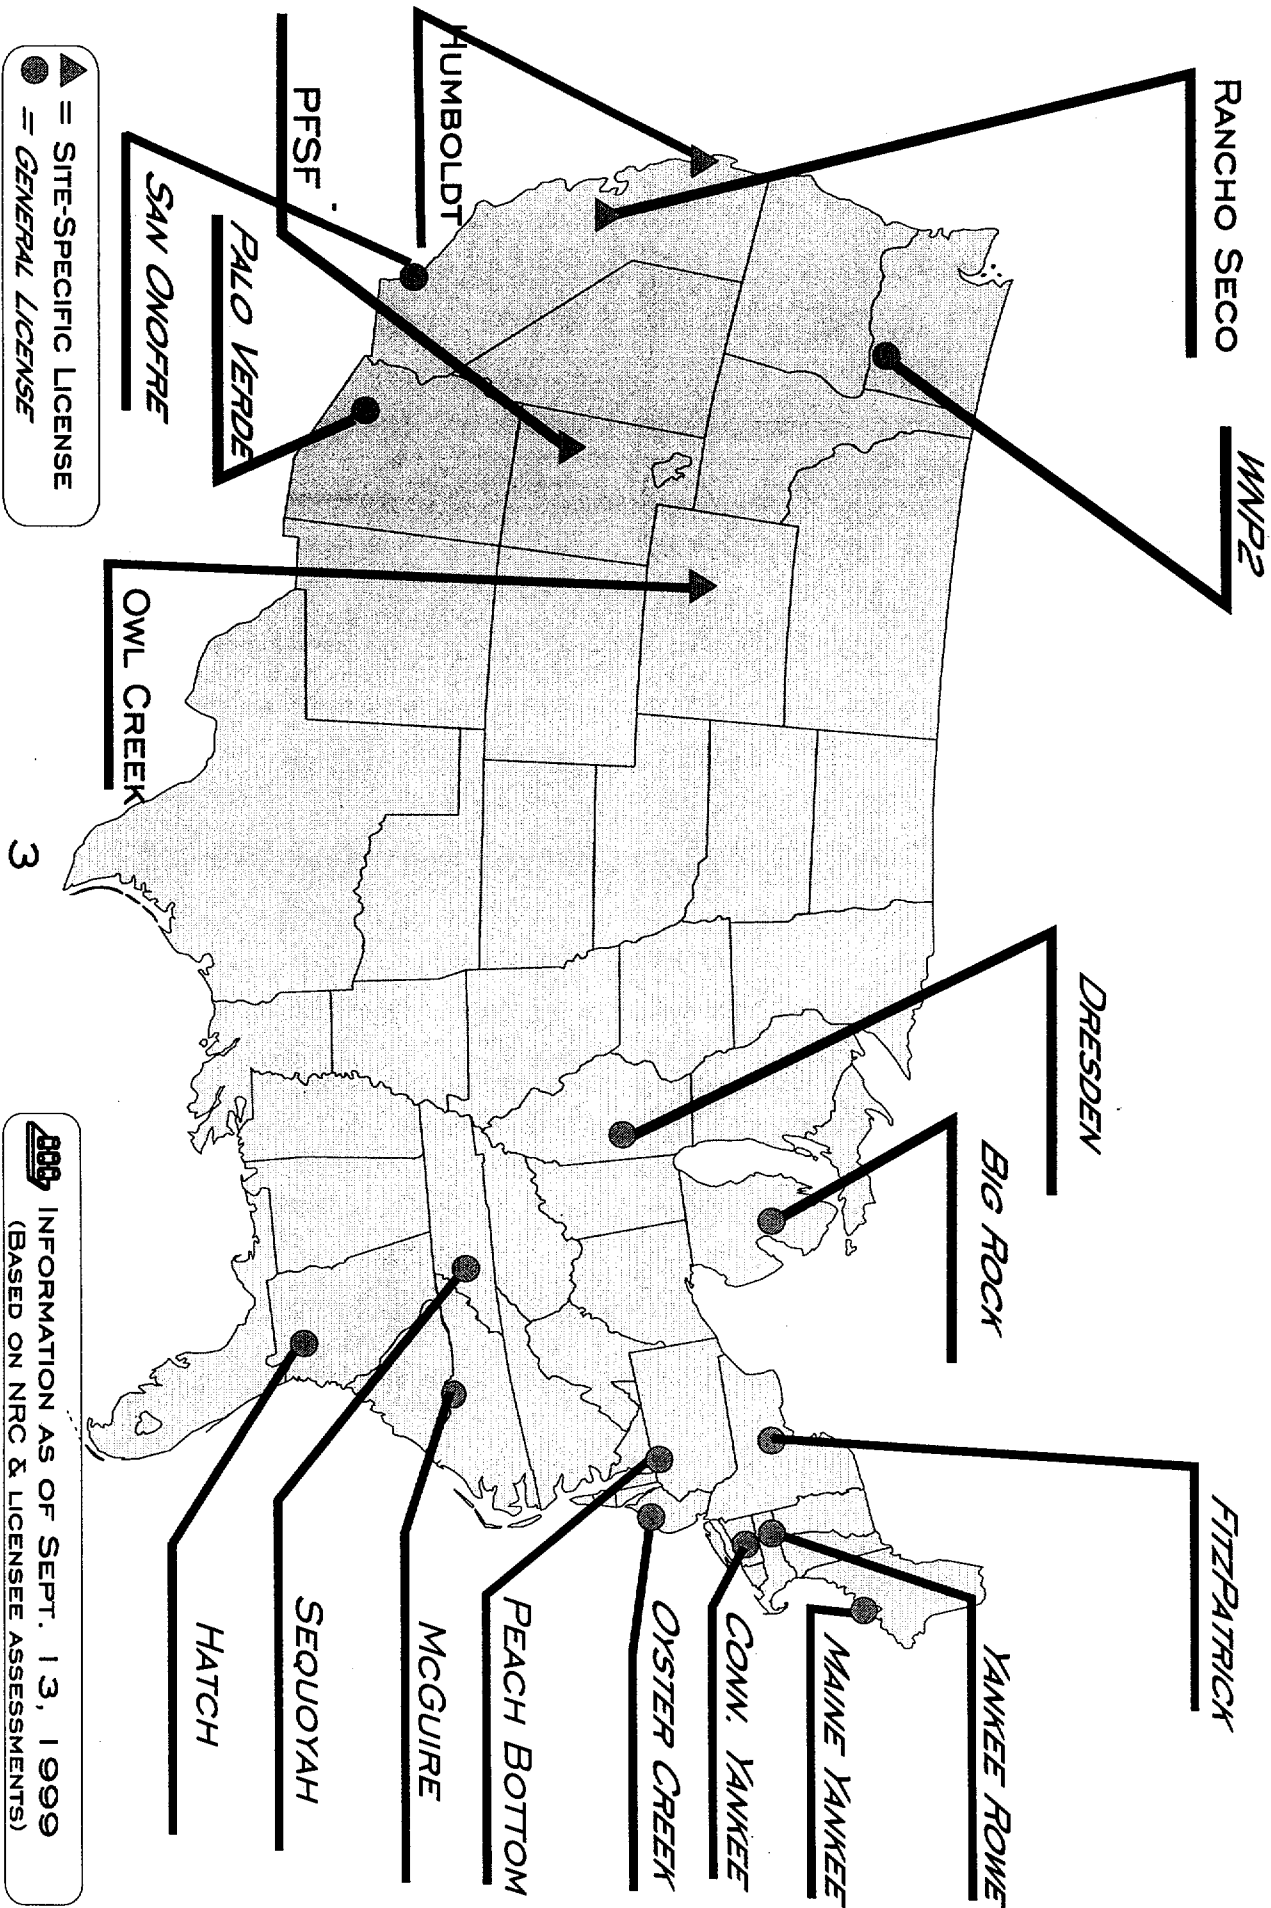 RANCHO SECO
WNP2
DRESDEN
BIG ROCK
FITZPATRICK
YANKEE ROWE
MAINE YANKEE
CONN. YANKEE
OYSTER CREEK
PEACH BOTTOM
MCGUIRE
SEQUOYAH
HATCH
HUMBOLDT
PFSF
PALO VERDE
SAN ONOFRE
OWL CREEK
= SITE-SPECIFIC LICENSE
= GENERAL LICENSE
3
INFORMATION AS OF SEPT. 13, 1999
(BASED ON NRC & LICENSEE ASSESSMENTS)